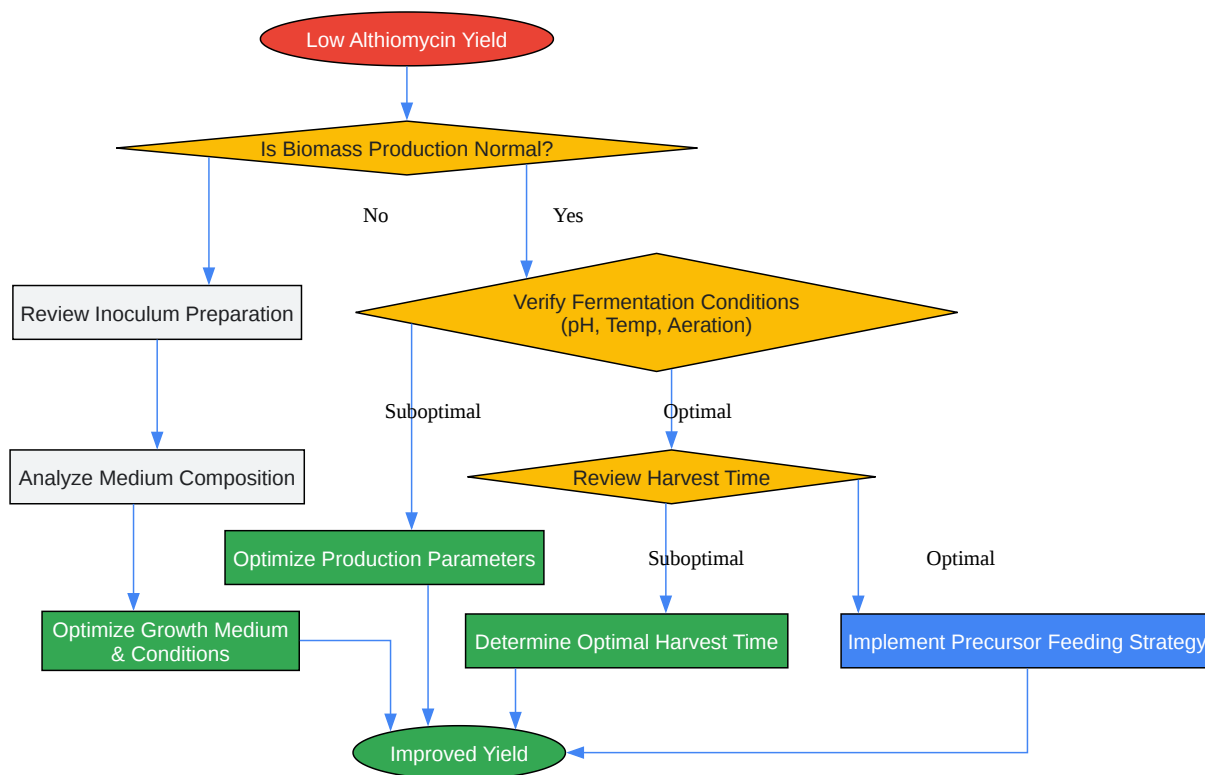 Low Althiomycin Yield
Is Biomass Production Normal?
No
Yes
Review Inoculum Preparation
Verify Fermentation Conditions
(pH, Temp, Aeration)
Suboptimal
Optimal
Analyze Medium Composition
Review Harvest Time
Optimize Production Parameters
Suboptimal
Optimal
Optimize Growth Medium
& Conditions
Determine Optimal Harvest Time
Implement Precursor Feeding Strategy
Improved Yield